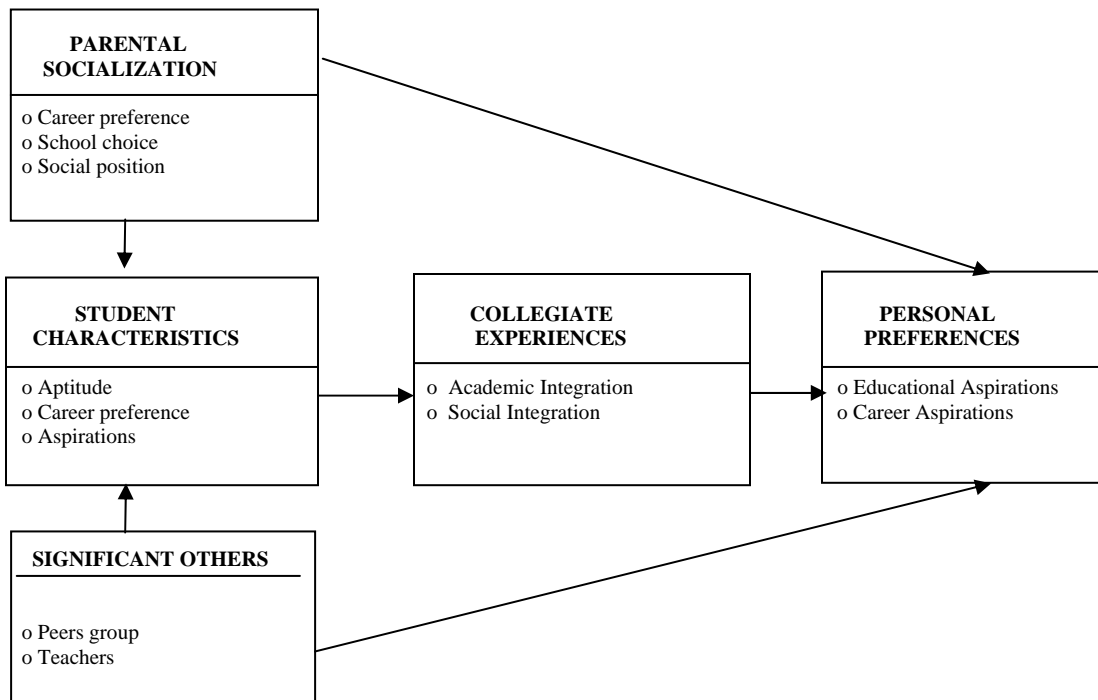 PARENTAL
SOCIALIZATION
o Career preference
o School choice
o Social position
STUDENT
CHARACTERISTICS
o Aptitude
o Career preference
o Aspirations
COLLEGIATE
EXPERIENCES
o Academic Integration
o Social Integration
PERSONAL
PREFERENCES
o Educational Aspirations
o Career Aspirations
SIGNIFICANT OTHERS
o Peers group
o Teachers